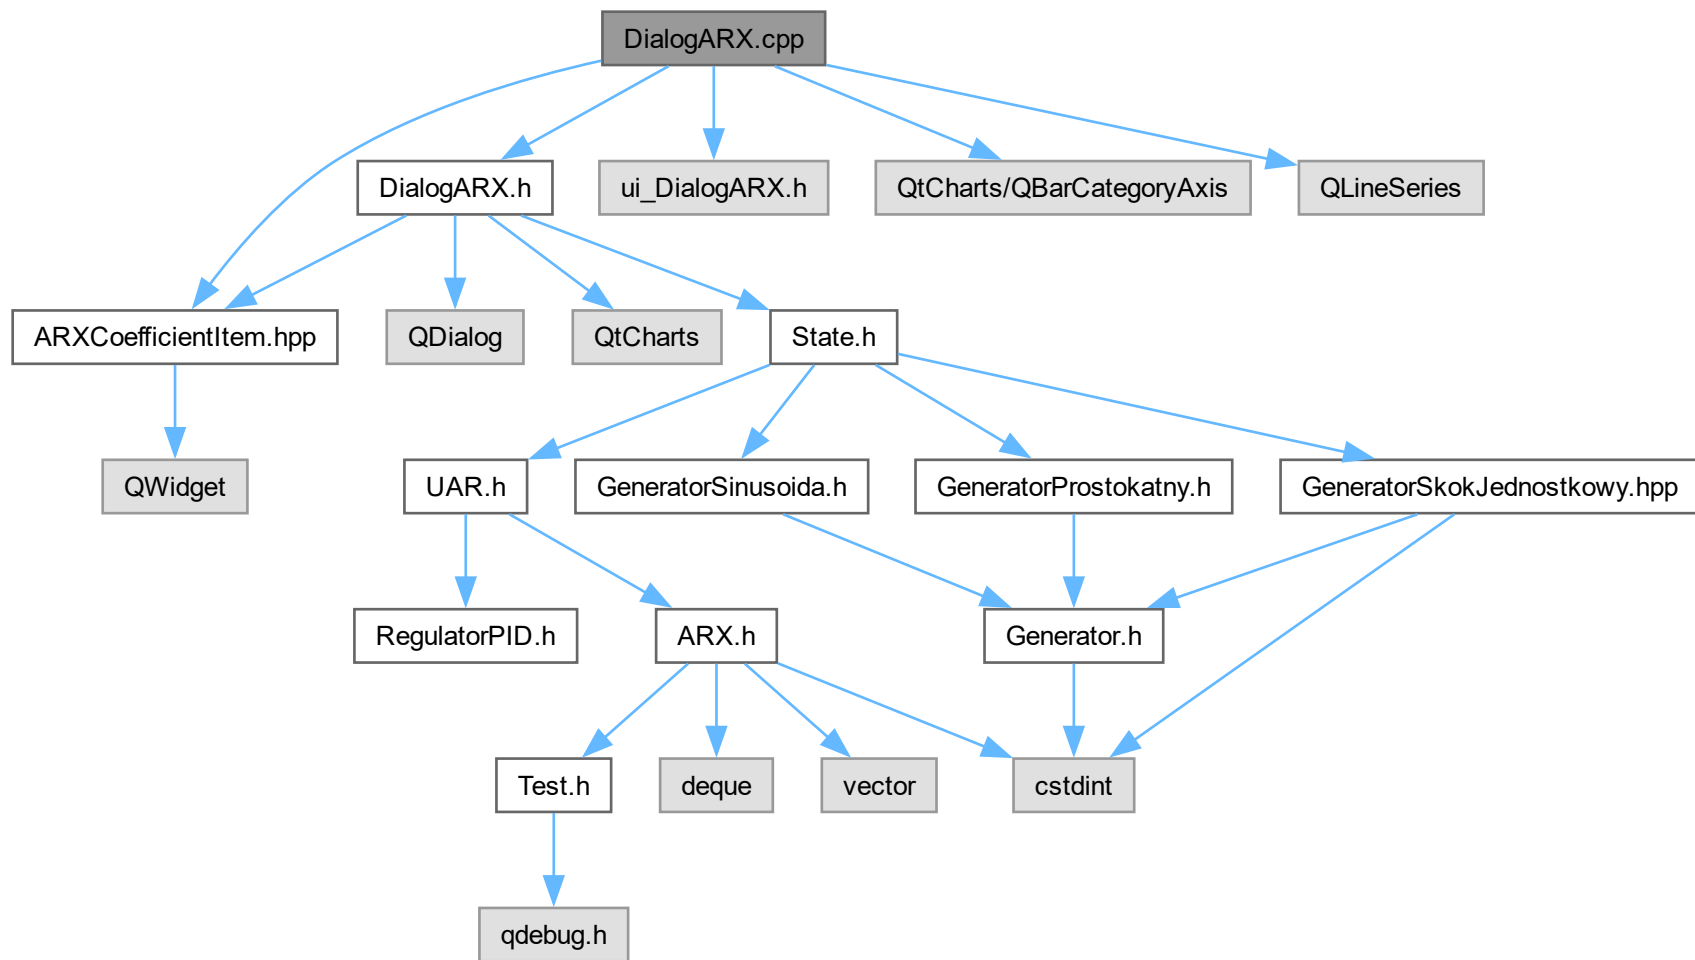 DialogARX.cpp
DialogARX.h
ui_DialogARX.h
QtCharts/QBarCategoryAxis
QLineSeries
ARXCoefficientItem.hpp
QDialog
QtCharts
State.h
QWidget
UAR.h
GeneratorSinusoida.h
GeneratorProstokatny.h
GeneratorSkokJednostkowy.hpp
RegulatorPID.h
ARX.h
Generator.h
Test.h
deque
vector
cstdint
qdebug.h